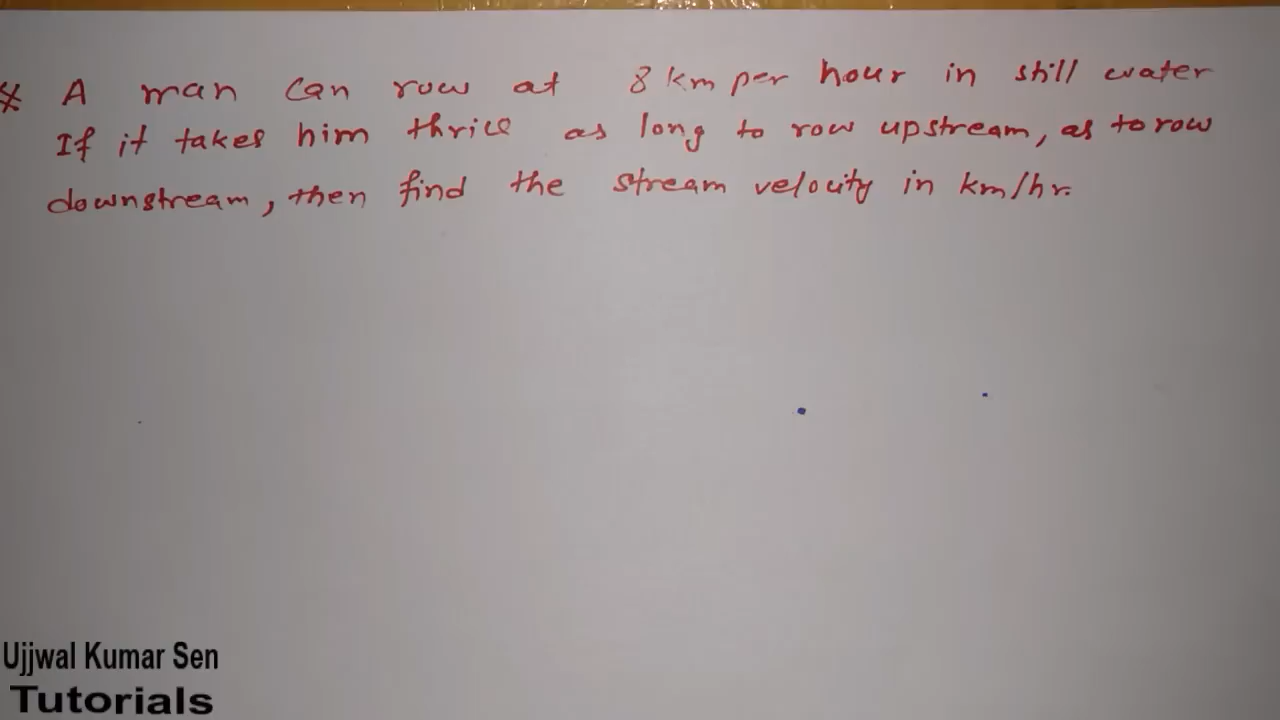 * A man can row at 8 km per hour in still water
If it takes him thrice as long to row upstream, as to row
downstream, then find the stream velocity in km/hr.
Ujjwal Kumar Sen
Tutorials